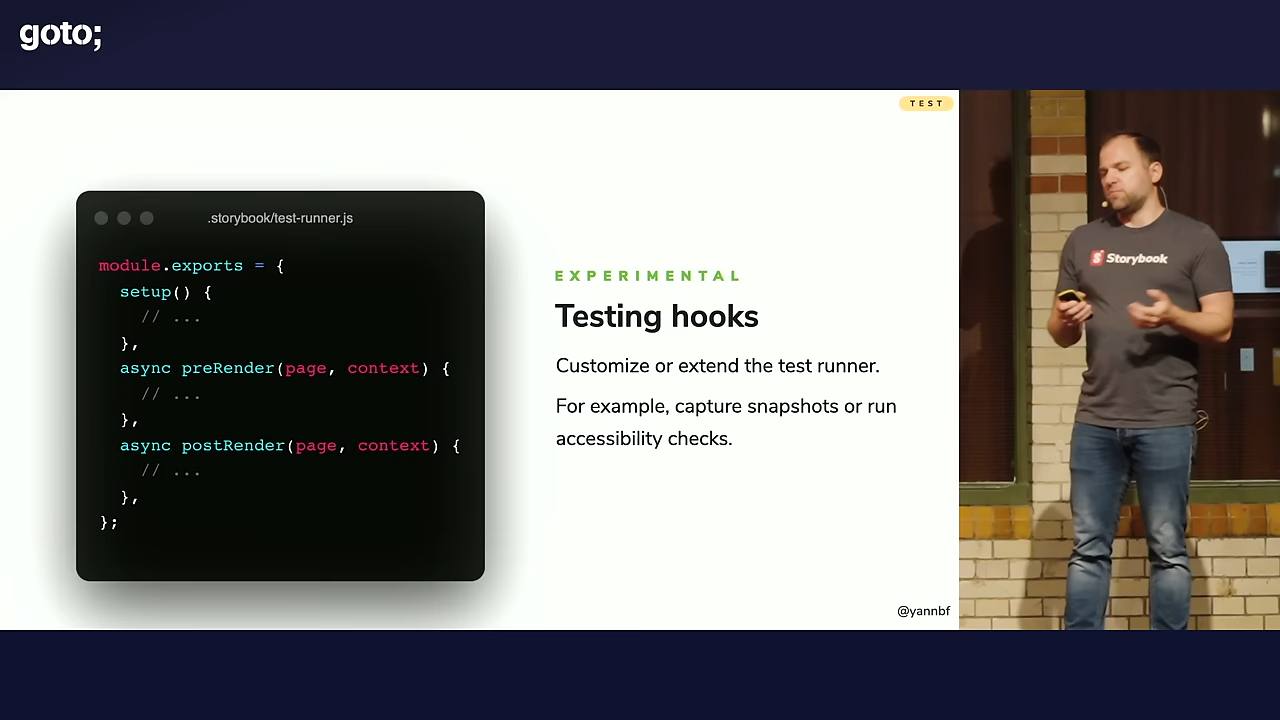 goto;
TEST
.storybook/test-runner.js
module.exports = {
  setup() {
    // ...
  },
  async preRender(page, context) {
    // ...
  },
  async postRender(page, context) {
    // ...
  },
};
EXPERIMENTAL
Testing hooks
Customize or extend the test runner.
For example, capture snapshots or run
accessibility checks.
@yannbf
S Storybook